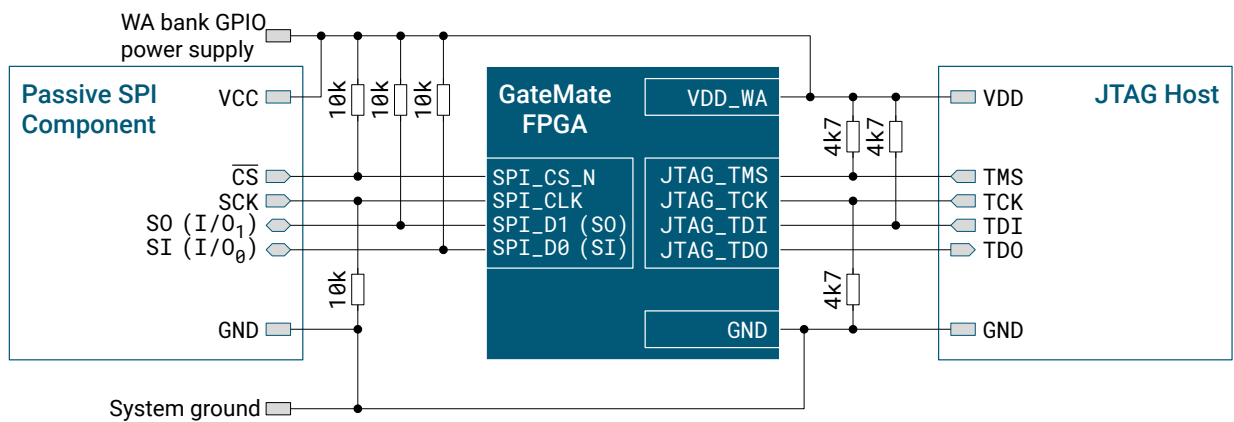 WA bank GPIO
power supply
Passive SPI
Component
VCC
CS
SCK
SO (I/O₁)
SI (I/O₀)
GND
System ground
10k
10k
10k
10k
GateMate
FPGA
VDD_WA
SPI_CS_N
SPI_CLK
SPI_D1 (SO)
SPI_D0 (SI)
JTAG_TMS
JTAG_TCK
JTAG_TDI
JTAG_TDO
GND
4k7
4k7
4k7
JTAG Host
VDD
TMS
TCK
TDI
TDO
GND